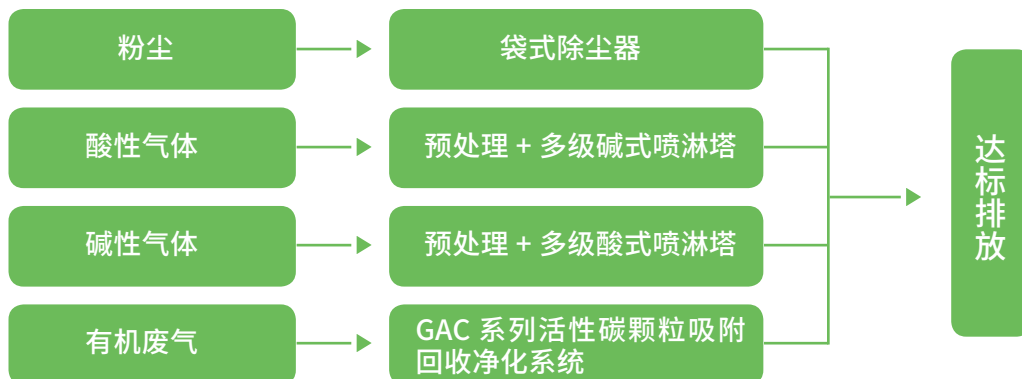 粉尘
袋式除尘器
酸性气体
预处理 + 多级碱式喷淋塔
碱性气体
预处理 + 多级酸式喷淋塔
有机废气
GAC 系列活性碳颗粒吸附
回收净化系统
达标排放